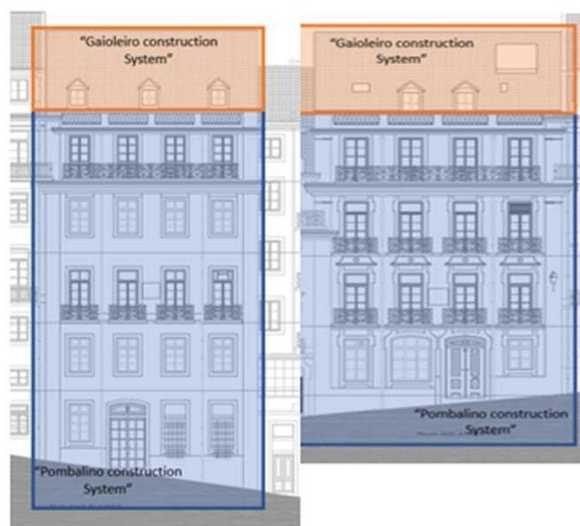 “Gaioleiro construction
System”
“Pombalino construction
System”
“Gaioleiro construction
System”
“Pombalino construction
System”